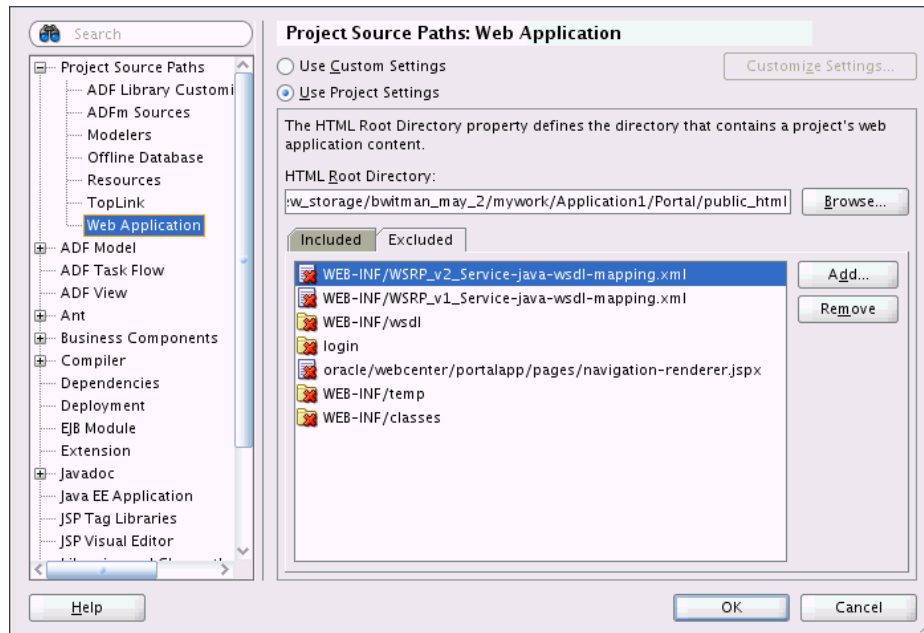 Search
Project Source Paths
ADF Library Customi
ADFm Sources
Modelers
Offline Database
Resources
TopLink
Web Application
ADF Model
ADF Task Flow
ADF View
Ant
Business Components
Compiler
Dependencies
Deployment
EJB Module
Extension
Javadoc
Java EE Application
JSP Tag Libraries
JSP Visual Editor
Project Source Paths: Web Application
Use Custom Settings
Customize Settings...
Use Project Settings
The HTML Root Directory property defines the directory that contains a project's web
application content.
HTML Root Directory:
w_storage/bwitman_may_2/mywork/Application1/Portal/public_html
Browse...
Included Excluded
WEB-INF/WSRP_v2_Service-java-wsdl-mapping.xml
WEB-INF/WSRP_v1_Service-java-wsdl-mapping.xml
WEB-INF/wsdl
login
oracle/webcenter/portalapp/pages/navigation-renderer.jspx
WEB-INF/temp
WEB-INF/classes
Add...
Remove
Help
OK
Cancel